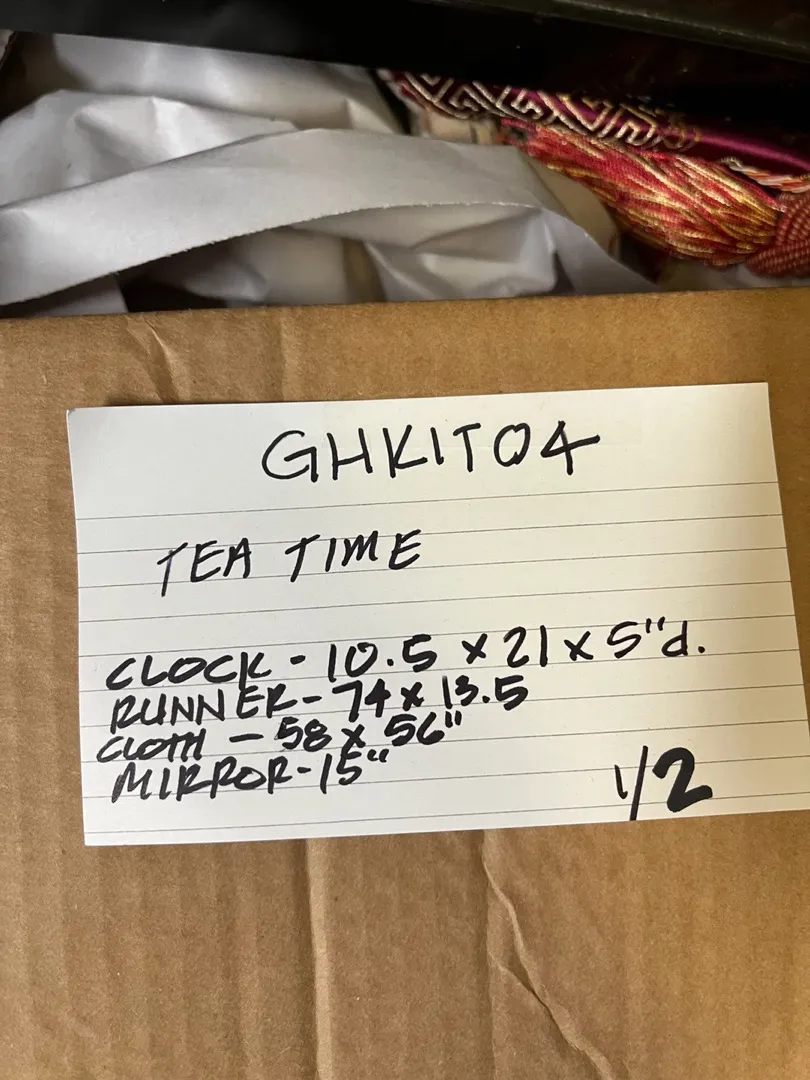 GHKIT04
TEA TIME
CLOCK - 10.5 x 21 x 5"d.
RUNNER - 74 x 13.5
CLOTH - 58 x 56"
MIRROR - 15"
1/2